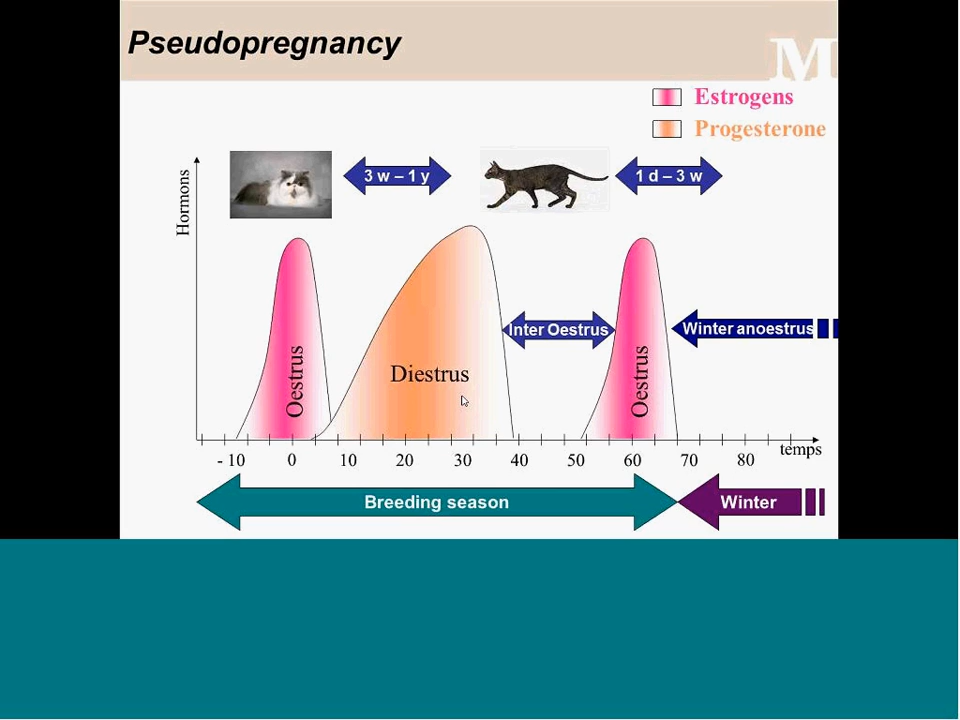 Pseudopregnancy
M
Estrogens
Progesterone
Hormons
3 w – 1 y
1 d – 3 w
Inter Oestrus
Winter anoestrus
Oestrus
Diestrus
Oestrus
- 10 0 10 20 30 40 50 60 70 80
temps
Breeding season
Winter